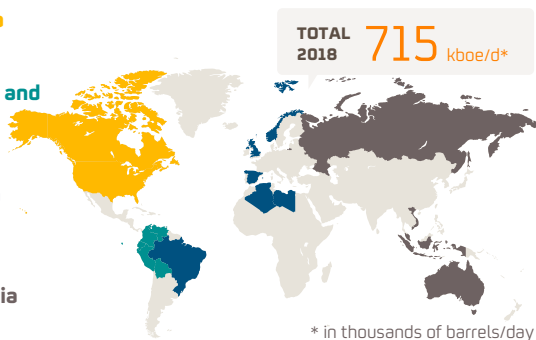 TOTAL
2018
715 kboe/d*
and
ia
* in thousands of barrels/day